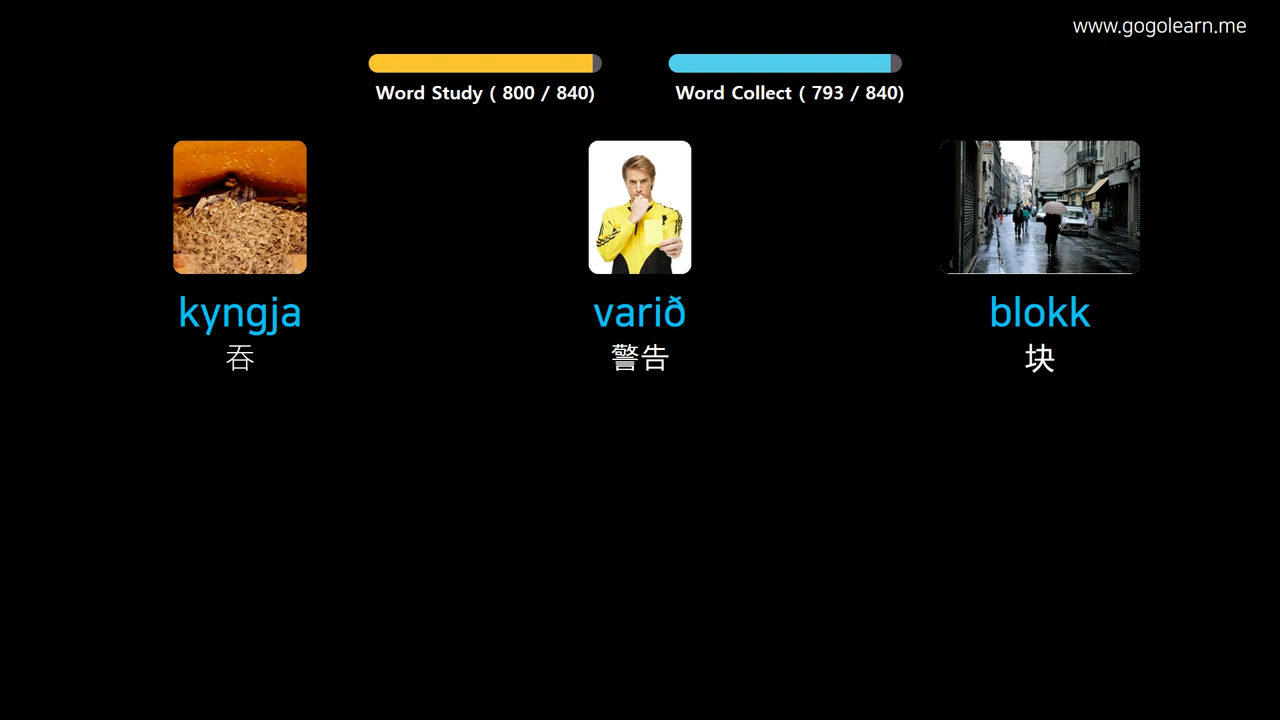 www.gogolearn.me
Word Study ( 800 / 840)
Word Collect ( 793 / 840)
kyngja
varið
blokk
吞
警告
块